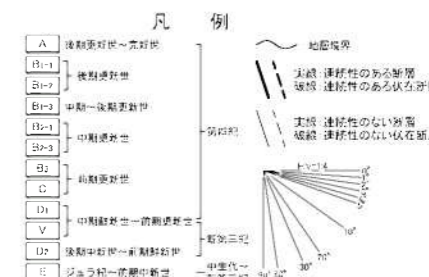 凡 例
A 後期更新世~完新世
B1-1
B1-2
後期更新世
B1-3 中期~後期更新世
B2-1
B2-3
中期更新世
B3
C
前期更新世
D1
V
中期鮮新世~前期更新世
D2 後期中新世~前期鮮新世
E ジュラ紀~前期中新世
第四紀
新第三紀
中生代~
地層境界
実線:連続性のある断層
破線:連続性のある伏在断
実線:連続性のない断層
破線:連続性のない伏在断
H:V=1:4
0°
5°
10°
20°
30°
90°